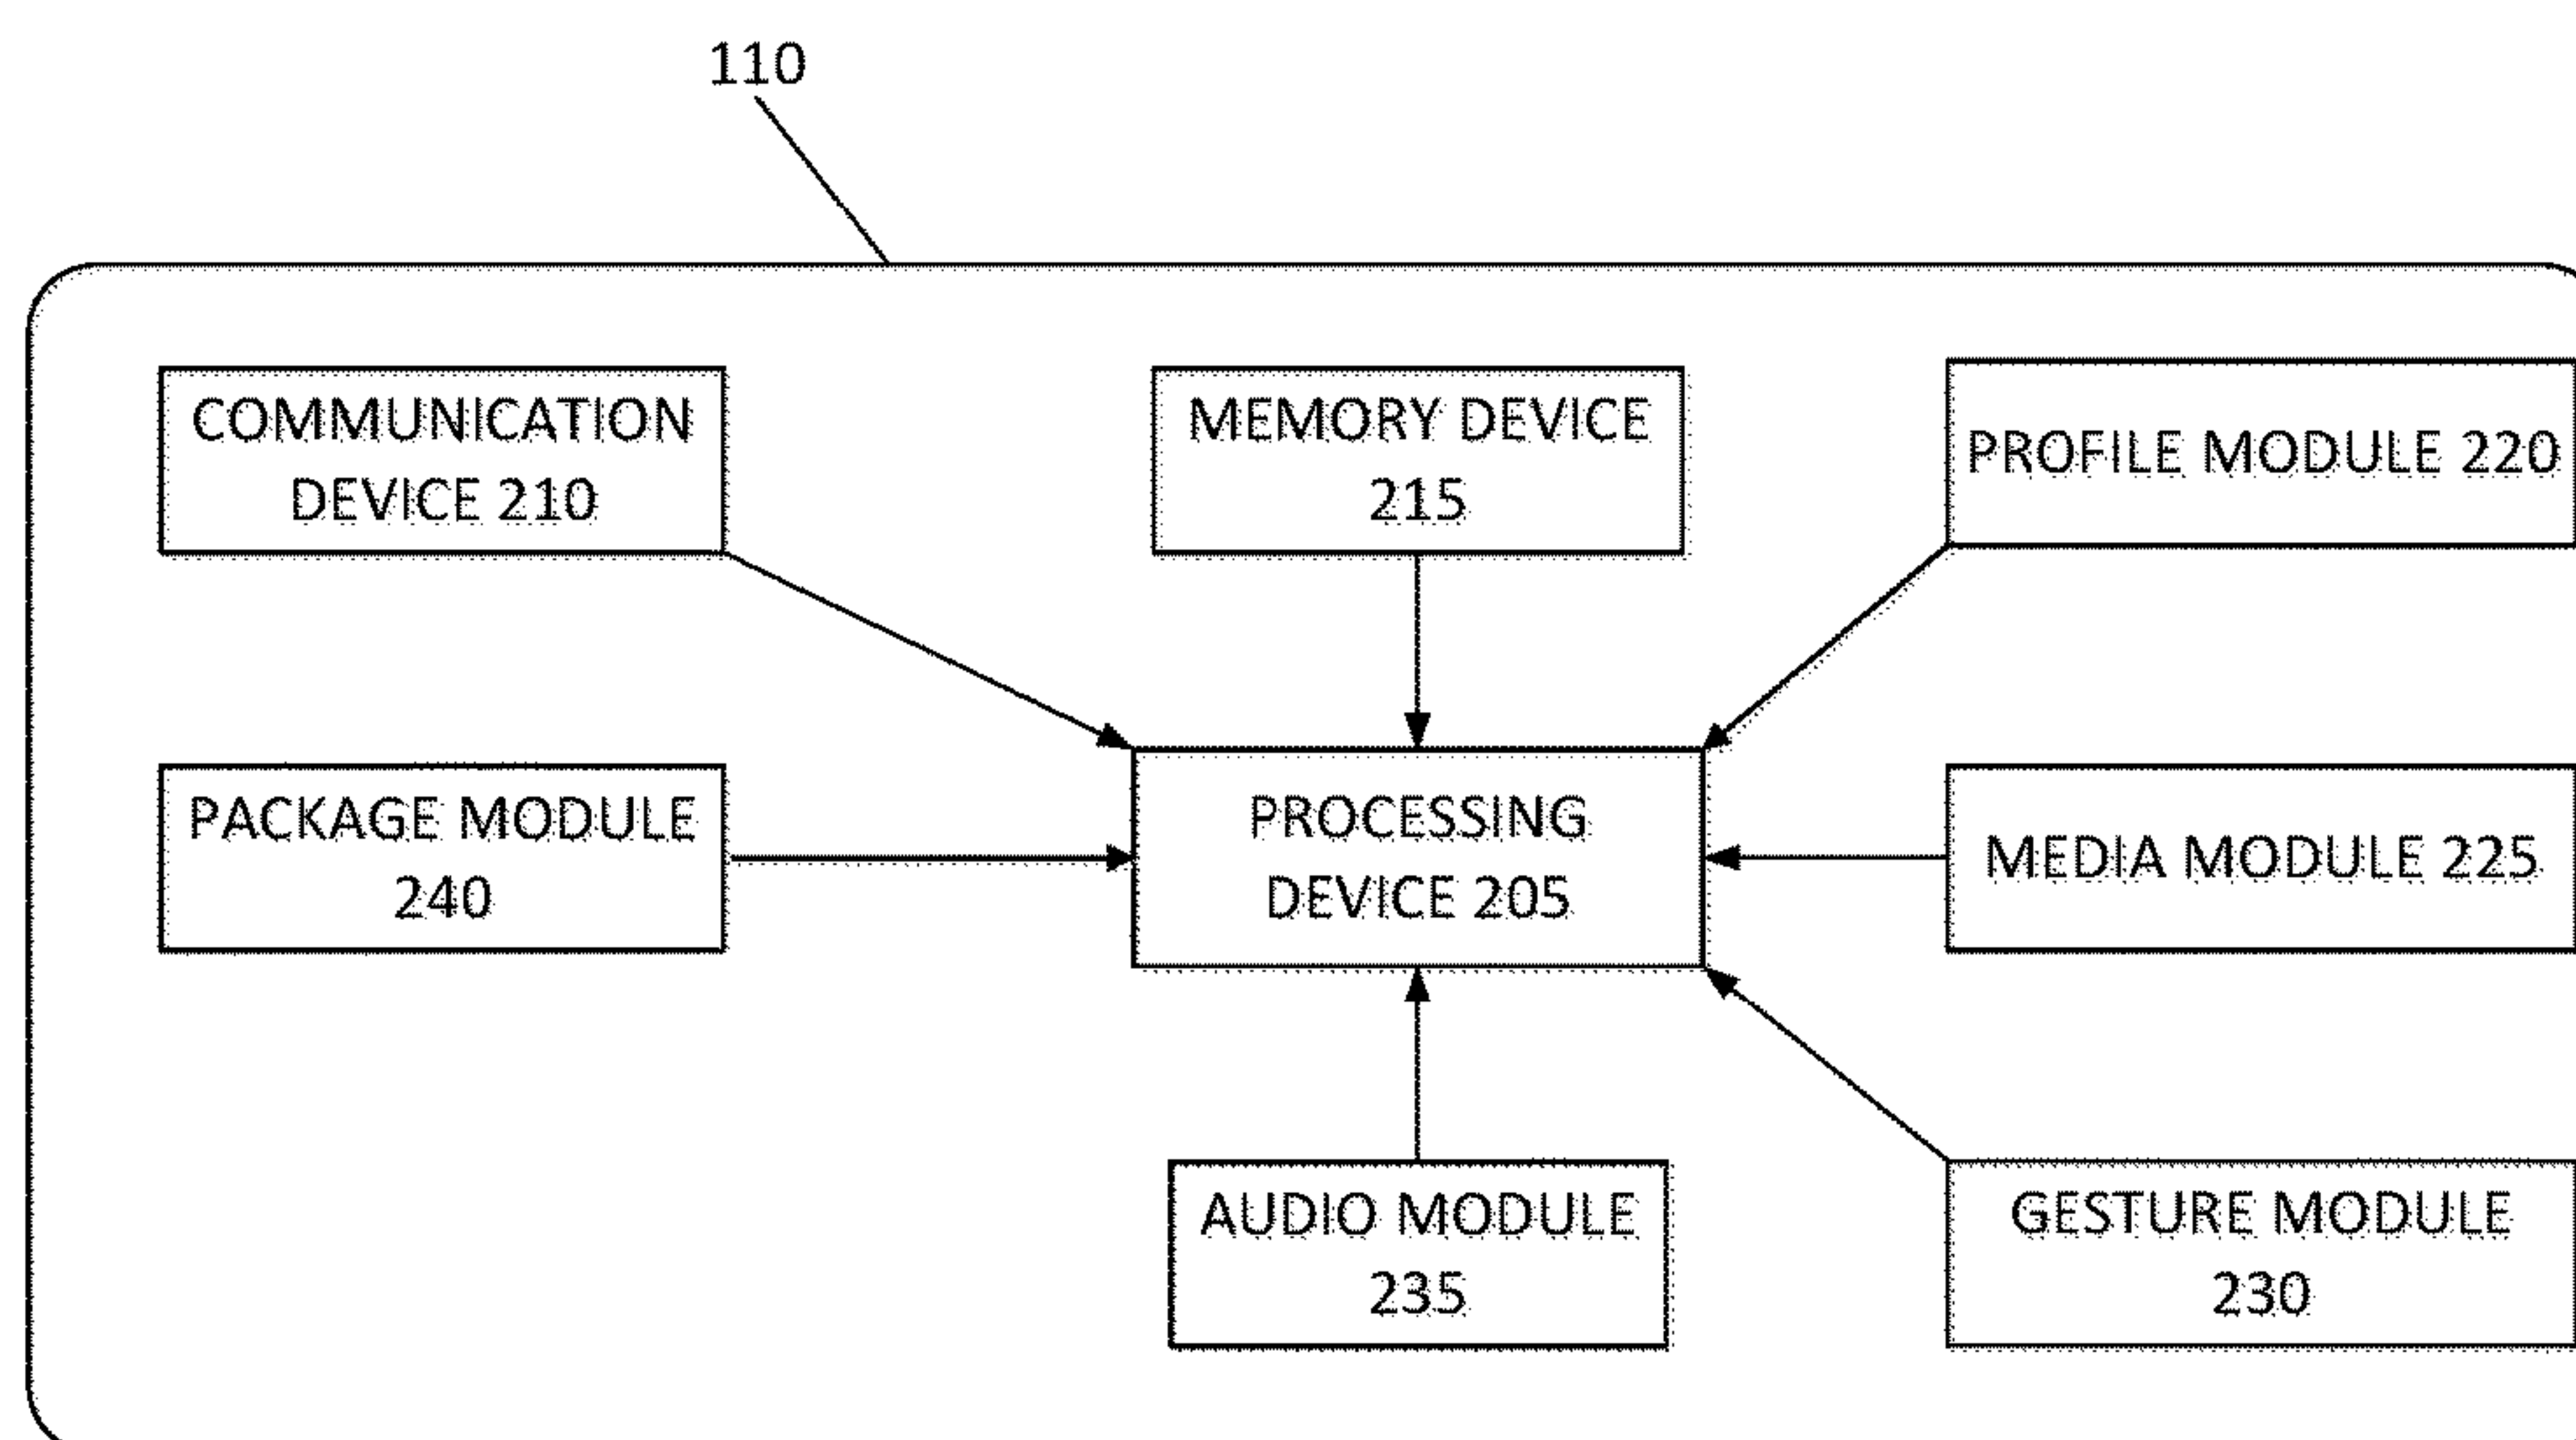 110
COMMUNICATION
DEVICE 210
MEMORY DEVICE
215
PROFILE MODULE 220
PACKAGE MODULE
240
PROCESSING
DEVICE 205
MEDIA MODULE 225
AUDIO MODULE
235
GESTURE MODULE
230